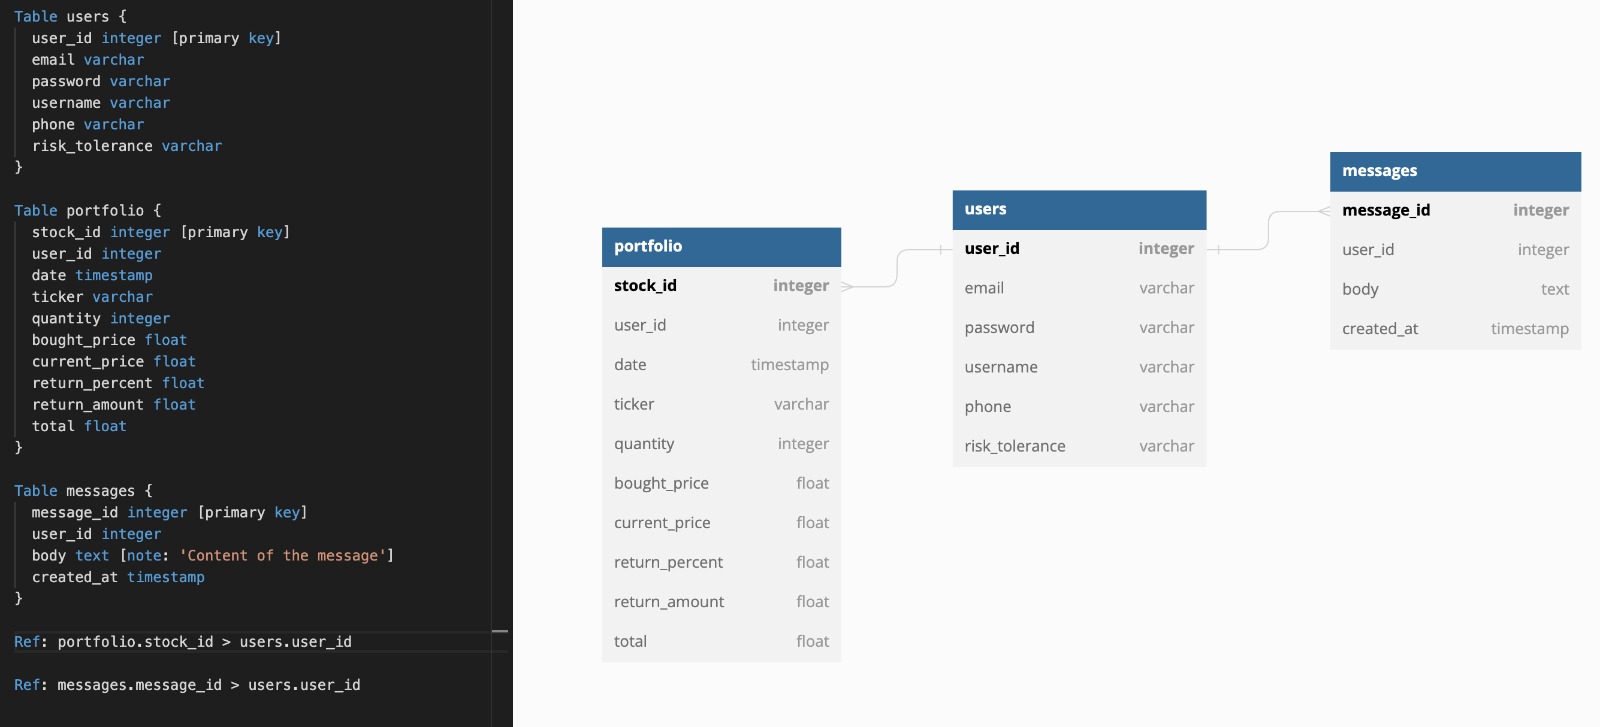 Table users {
user_id integer [primary key]
email varchar
password varchar
username varchar
phone varchar
risk_tolerance varchar
}
Table portfolio {
stock_id integer [primary key]
user_id integer
date timestamp
ticker varchar
quantity integer
bought_price float
current_price float
return_percent float
return_amount float
total float
}
Table messages {
message_id integer [primary key]
user_id integer
body text [note: 'Content of the message']
created_at timestamp
}
Ref: portfolio.stock_id > users.user_id
Ref: messages.message_id > users.user_id
portfolio
stock_id integer
user_id integer
date timestamp
ticker varchar
quantity integer
bought_price float
current_price float
return_percent float
return_amount float
total float
users
user_id integer
email varchar
password varchar
username varchar
phone varchar
risk_tolerance varchar
messages
message_id integer
user_id integer
body text
created_at timestamp